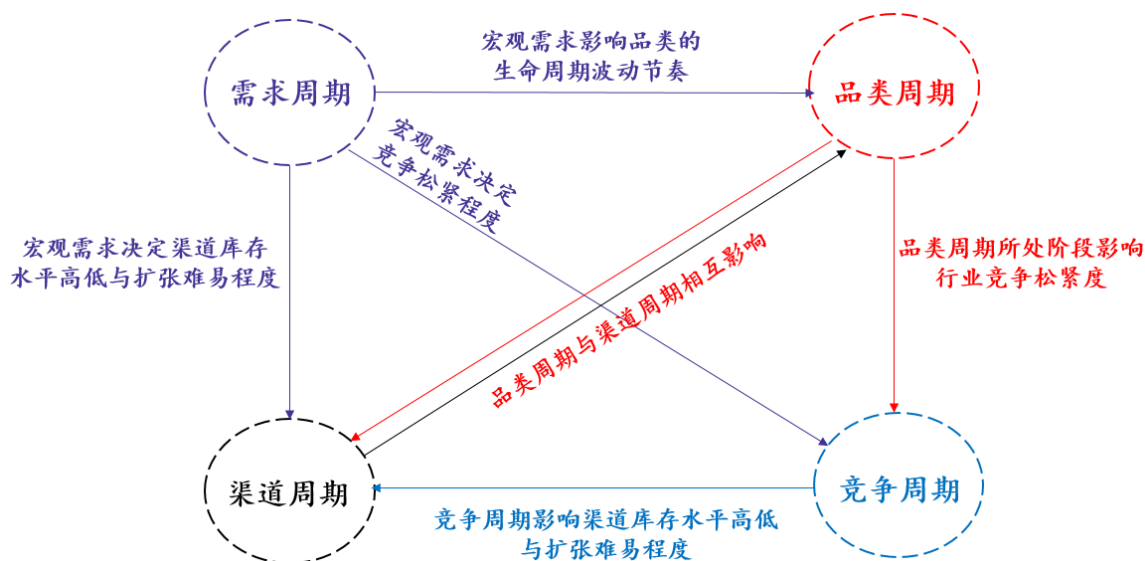 宏观需求影响品类的
生命周期波动节奏
需求周期
品类周期
宏观需求决定
竞争松紧程度
宏观需求决定渠道库存
水平高低与扩张难易程度
品类周期所处阶段影响
行业竞争松紧度
品类周期与渠道周期相互影响
渠道周期
竞争周期
竞争周期影响渠道库存水平高低
与扩张难易程度